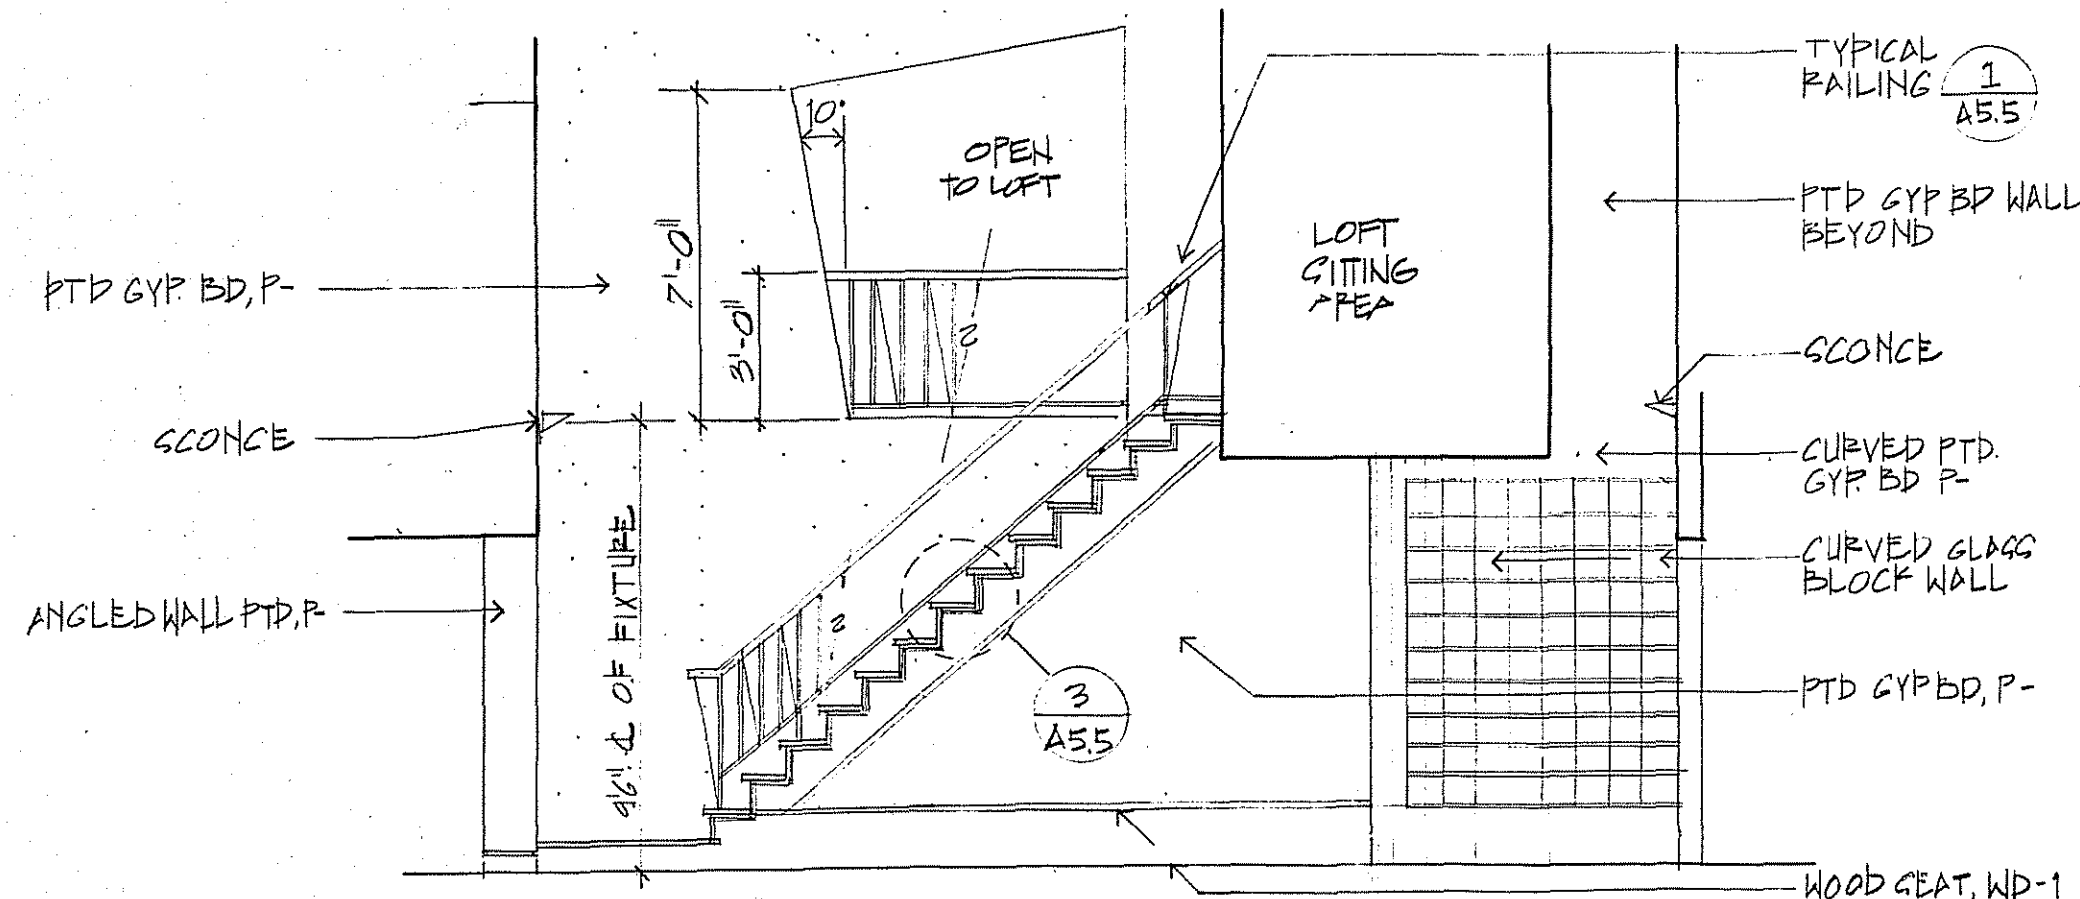 TYPICAL
RAILING
1
A5.5
10°
OPEN
TO LOFT
PTD GYP BD WALL
BEYOND
LOFT
SITTING
AREA
7'-0"
PTD GYP. BD, P-
3'-0"
SCONCE
SCONCE
CURVED PTD.
GYP. BD P-
CURVED GLASS
BLOCK WALL
9'6" ℄ OF FIXTURE
ANGLED WALL PTD, P-
3
A5.5
PTD GYP BD, P-
WOOD SEAT, WD-1